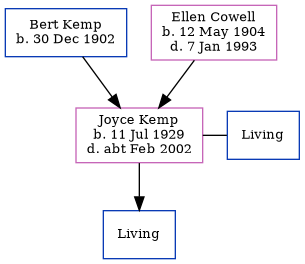 Bert Kemp
b. 30 Dec 1902
Ellen Cowell
b. 12 May 1904
d. 7 Jan 1993
Joyce Kemp
b. 11 Jul 1929
d. abt Feb 2002
Living
Living